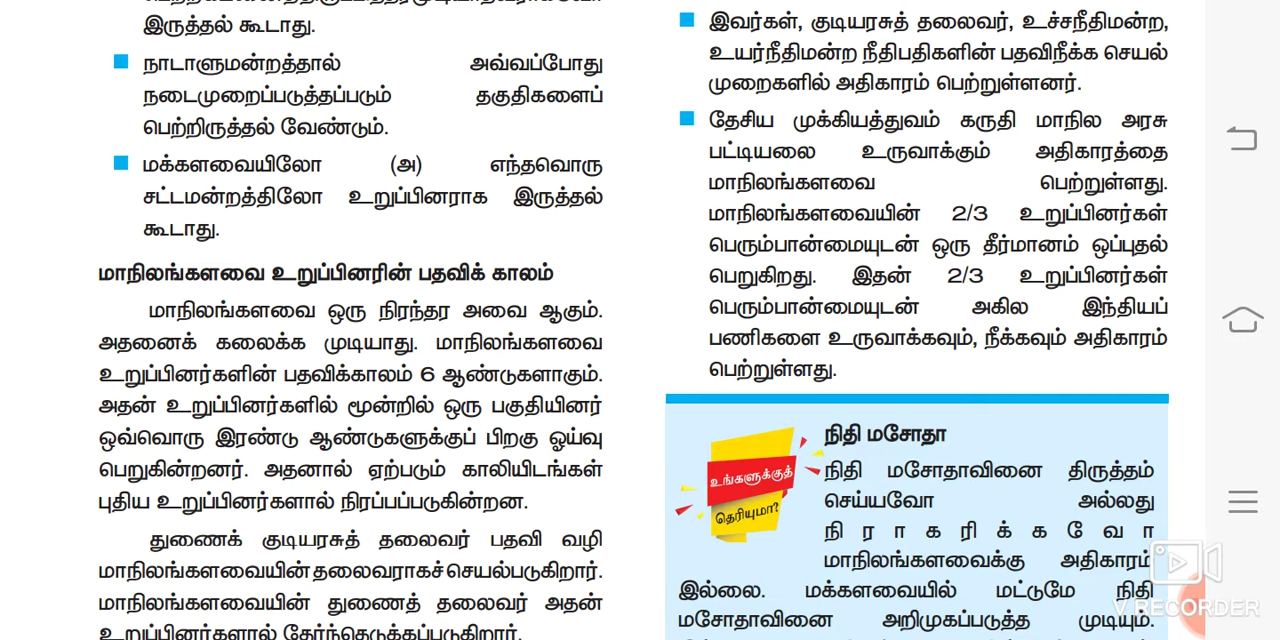 இருத்தல் கூடாது.
நாடாளுமன்றத்தால் அவ்வப்போது
நடைமுறைப்படுத்தப்படும் தகுதிகளைப்
பெற்றிருத்தல் வேண்டும்.
மக்களவையிலோ (அ) எந்தவொரு
சட்டமன்றத்திலோ உறுப்பினராக இருத்தல்
கூடாது.
மாநிலங்களவை உறுப்பினரின் பதவிக் காலம்
மாநிலங்களவை ஒரு நிரந்தர அவை ஆகும்.
அதனைக் கலைக்க முடியாது. மாநிலங்களவை
உறுப்பினர்களின் பதவிக்காலம் 6 ஆண்டுகளாகும்.
அதன் உறுப்பினர்களில் மூன்றில் ஒரு பகுதியினர்
ஒவ்வொரு இரண்டு ஆண்டுகளுக்குப் பிறகு ஓய்வு
பெறுகின்றனர். அதனால் ஏற்படும் காலியிடங்கள்
புதிய உறுப்பினர்களால் நிரப்பப்படுகின்றன.
துணைக் குடியரசுத் தலைவர் பதவி வழி
மாநிலங்களவையின் தலைவராகச் செயல்படுகிறார்.
மாநிலங்களவையின் துணைத் தலைவர் அதன்
உறுப்பினர்களால் தேர்ந்தெடுக்கப்படுகிறார்.
இவர்கள், குடியரசுத் தலைவர், உச்சநீதிமன்ற,
உயர்நீதிமன்ற நீதிபதிகளின் பதவிநீக்க செயல்
முறைகளில் அதிகாரம் பெற்றுள்ளனர்.
தேசிய முக்கியத்துவம் கருதி மாநில அரசு
பட்டியலை உருவாக்கும் அதிகாரத்தை
மாநிலங்களவை பெற்றுள்ளது.
மாநிலங்களவையின் 2/3 உறுப்பினர்கள்
பெரும்பான்மையுடன் ஒரு தீர்மானம் ஒப்புதல்
பெறுகிறது. இதன் 2/3 உறுப்பினர்கள்
பெரும்பான்மையுடன் அகில இந்தியப்
பணிகளை உருவாக்கவும், நீக்கவும் அதிகாரம்
பெற்றுள்ளது.
உங்களுக்குத்
தெரியுமா?
நிதி மசோதா
நிதி மசோதாவினை திருத்தம்
செய்யவோ அல்லது
நிராகரிக்கவோ
மாநிலங்களவைக்கு அதிகாரம்
இல்லை. மக்களவையில் மட்டுமே நிதி
மசோதாவினை அறிமுகப்படுத்த முடியும்.
V RECORDER